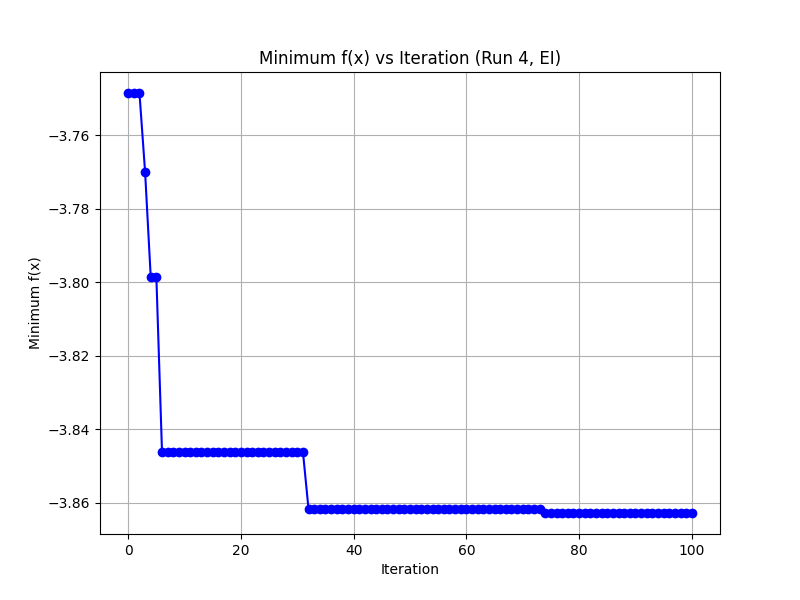 Minimum f(x) vs Iteration (Run 4, EI)
Minimum f(x)
−3.76
−3.78
−3.80
−3.82
−3.84
−3.86
0 20 40 60 80 100
Iteration